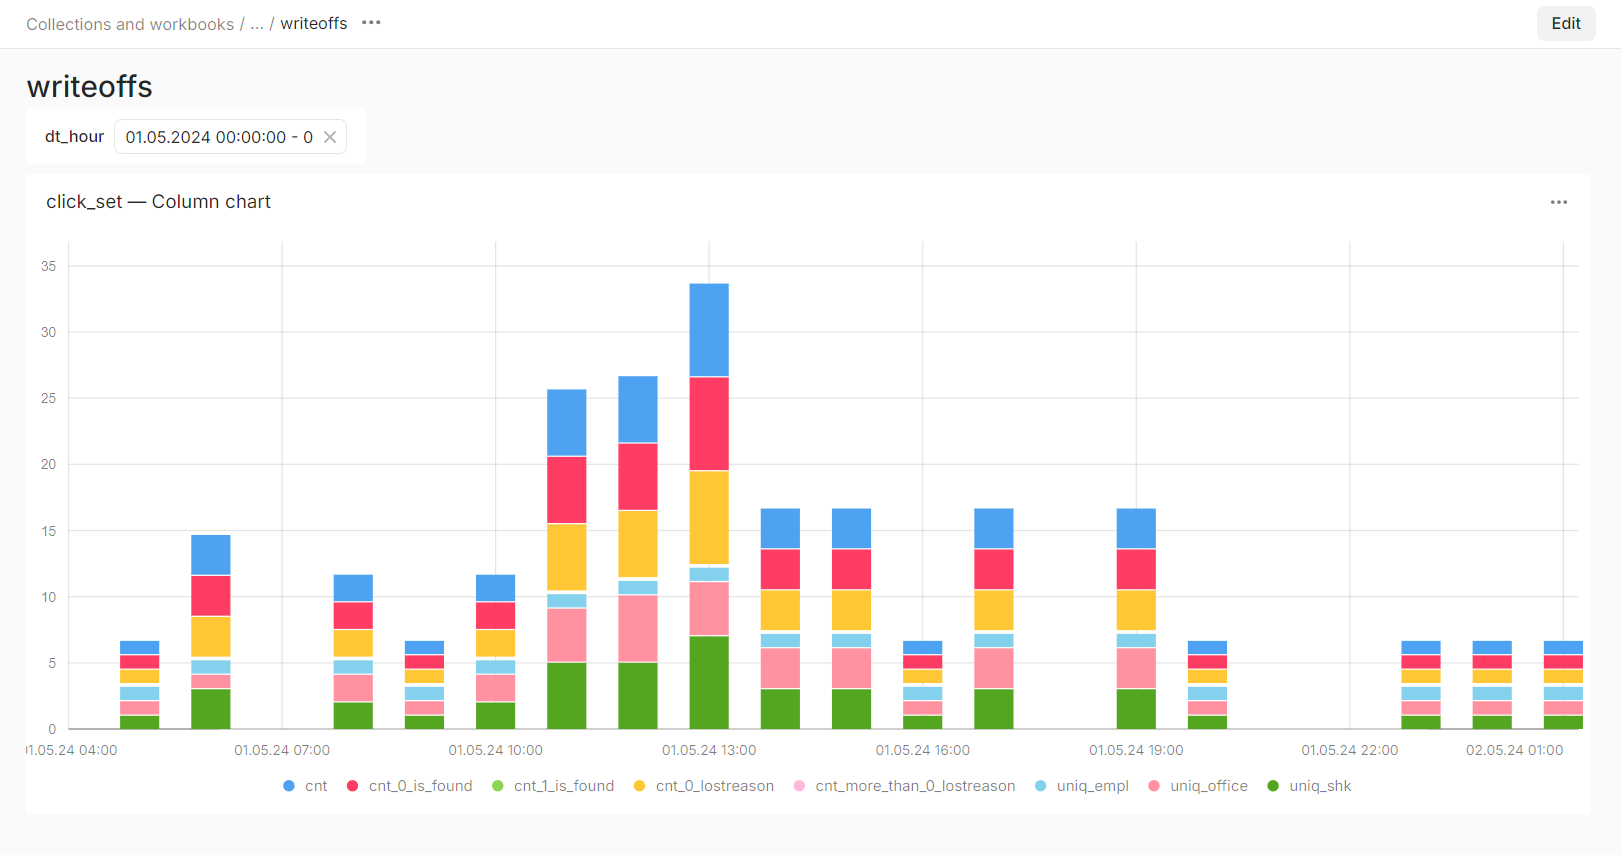 Collections and workbooks / ... / writeoffs •••
Edit
writeoffs
dt_hour 01.05.2024 00:00:00 - 0
click_set — Column chart
35
30
25
20
15
10
5
0
01.05.24 04:00 01.05.24 07:00 01.05.24 10:00 01.05.24 13:00 01.05.24 16:00 01.05.24 19:00 01.05.24 22:00 02.05.24 01:00
cnt cnt_0_is_found cnt_1_is_found cnt_0_lostreason cnt_more_than_0_lostreason uniq_empl uniq_office uniq_shk